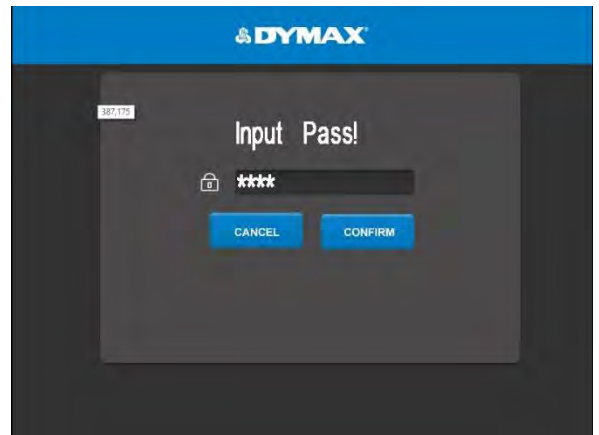 DYMAX
387,175
Input Pass!
****
CANCEL CONFIRM